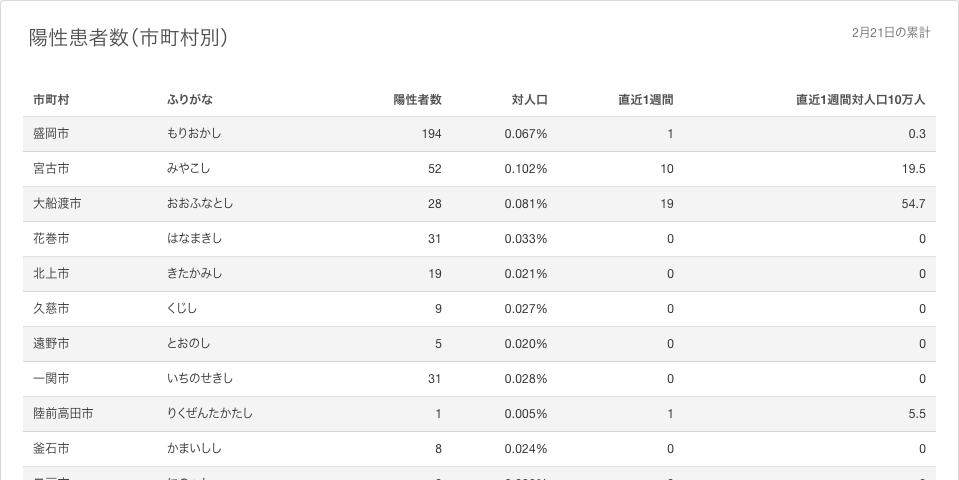 陽性患者数（市町村別）
2月21日の累計
市町村 ふりがな 陽性者数 対人口 直近1週間 直近1週間対人口10万人
盛岡市 もりおかし 194 0.067% 1 0.3
宮古市 みやこし 52 0.102% 10 19.5
大船渡市 おおふなとし 28 0.081% 19 54.7
花巻市 はなまきし 31 0.033% 0 0
北上市 きたかみし 19 0.021% 0 0
久慈市 くじし 9 0.027% 0 0
遠野市 とおのし 5 0.020% 0 0
一関市 いちのせきし 31 0.028% 0 0
陸前高田市 りくぜんたかたし 1 0.005% 1 5.5
釜石市 かまいしし 8 0.024% 0 0